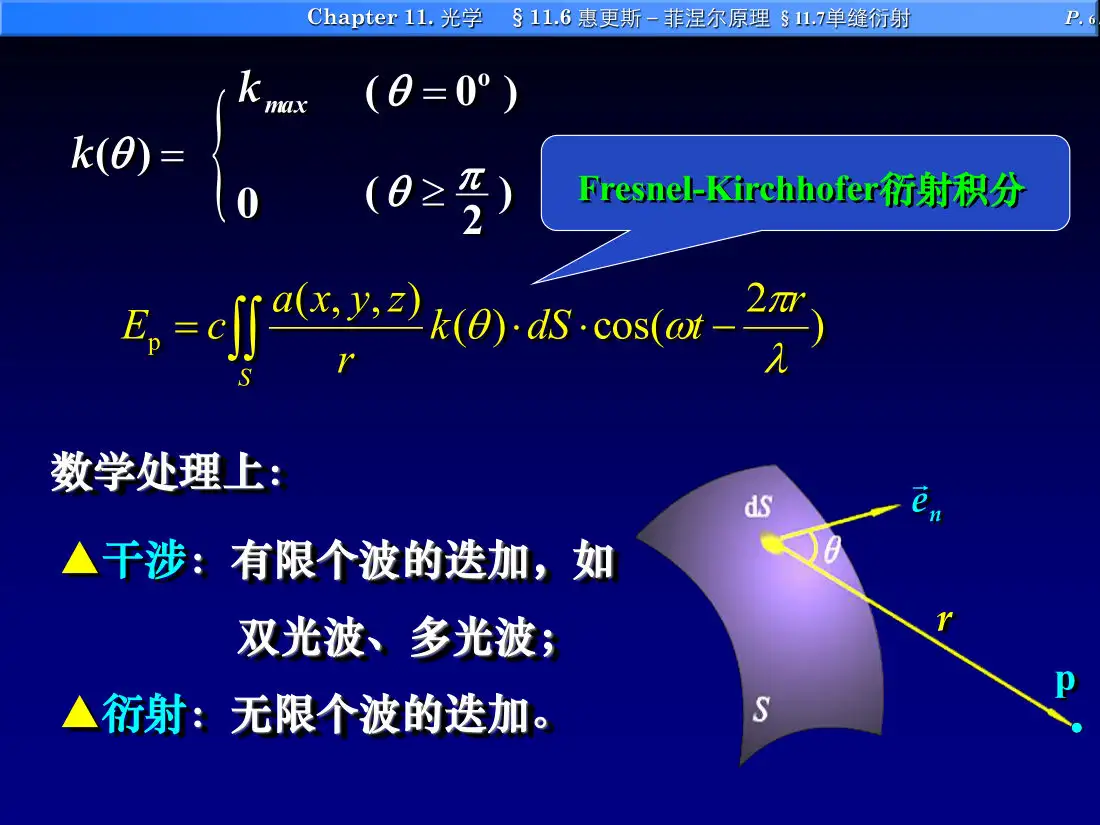 Chapter 11. 光学 §11.6 惠更斯–菲涅尔原理 §11.7单缝衍射 P. 6
k(θ) = { k_max (θ = 0º)
0 (θ ≥ π/2)
Fresnel-Kirchhofer衍射积分
E_p = c∬_S a(x, y, z)/r k(θ)·dS·cos(ωt − 2πr/λ)
数学处理上：
▲干涉：有限个波的迭加，如
双光波、多光波；
▲衍射：无限个波的迭加。
dS
e⃗_n
θ
r
p
S